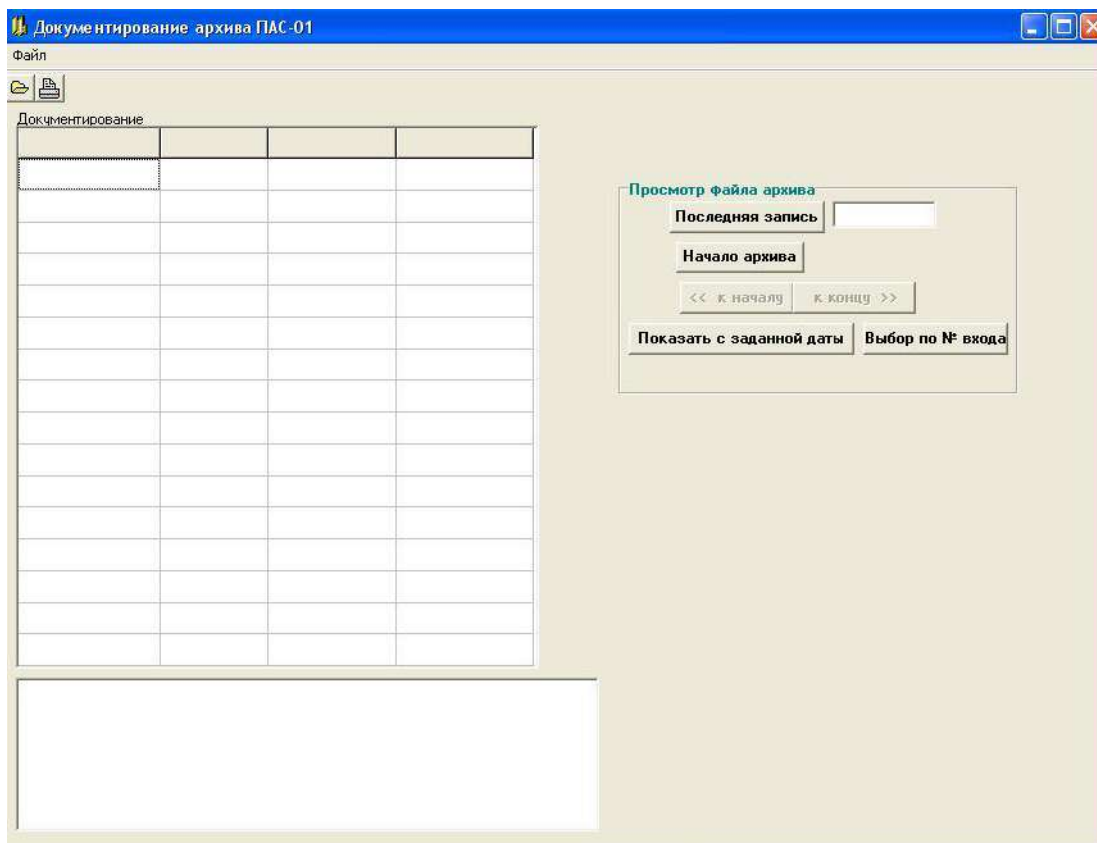 Документирование архива ПАС-01
Файл
Документирование
Просмотр файла архива
Последняя запись
Начало архива
<< к началу к концу >>
Показать с заданной даты Выбор по № входа